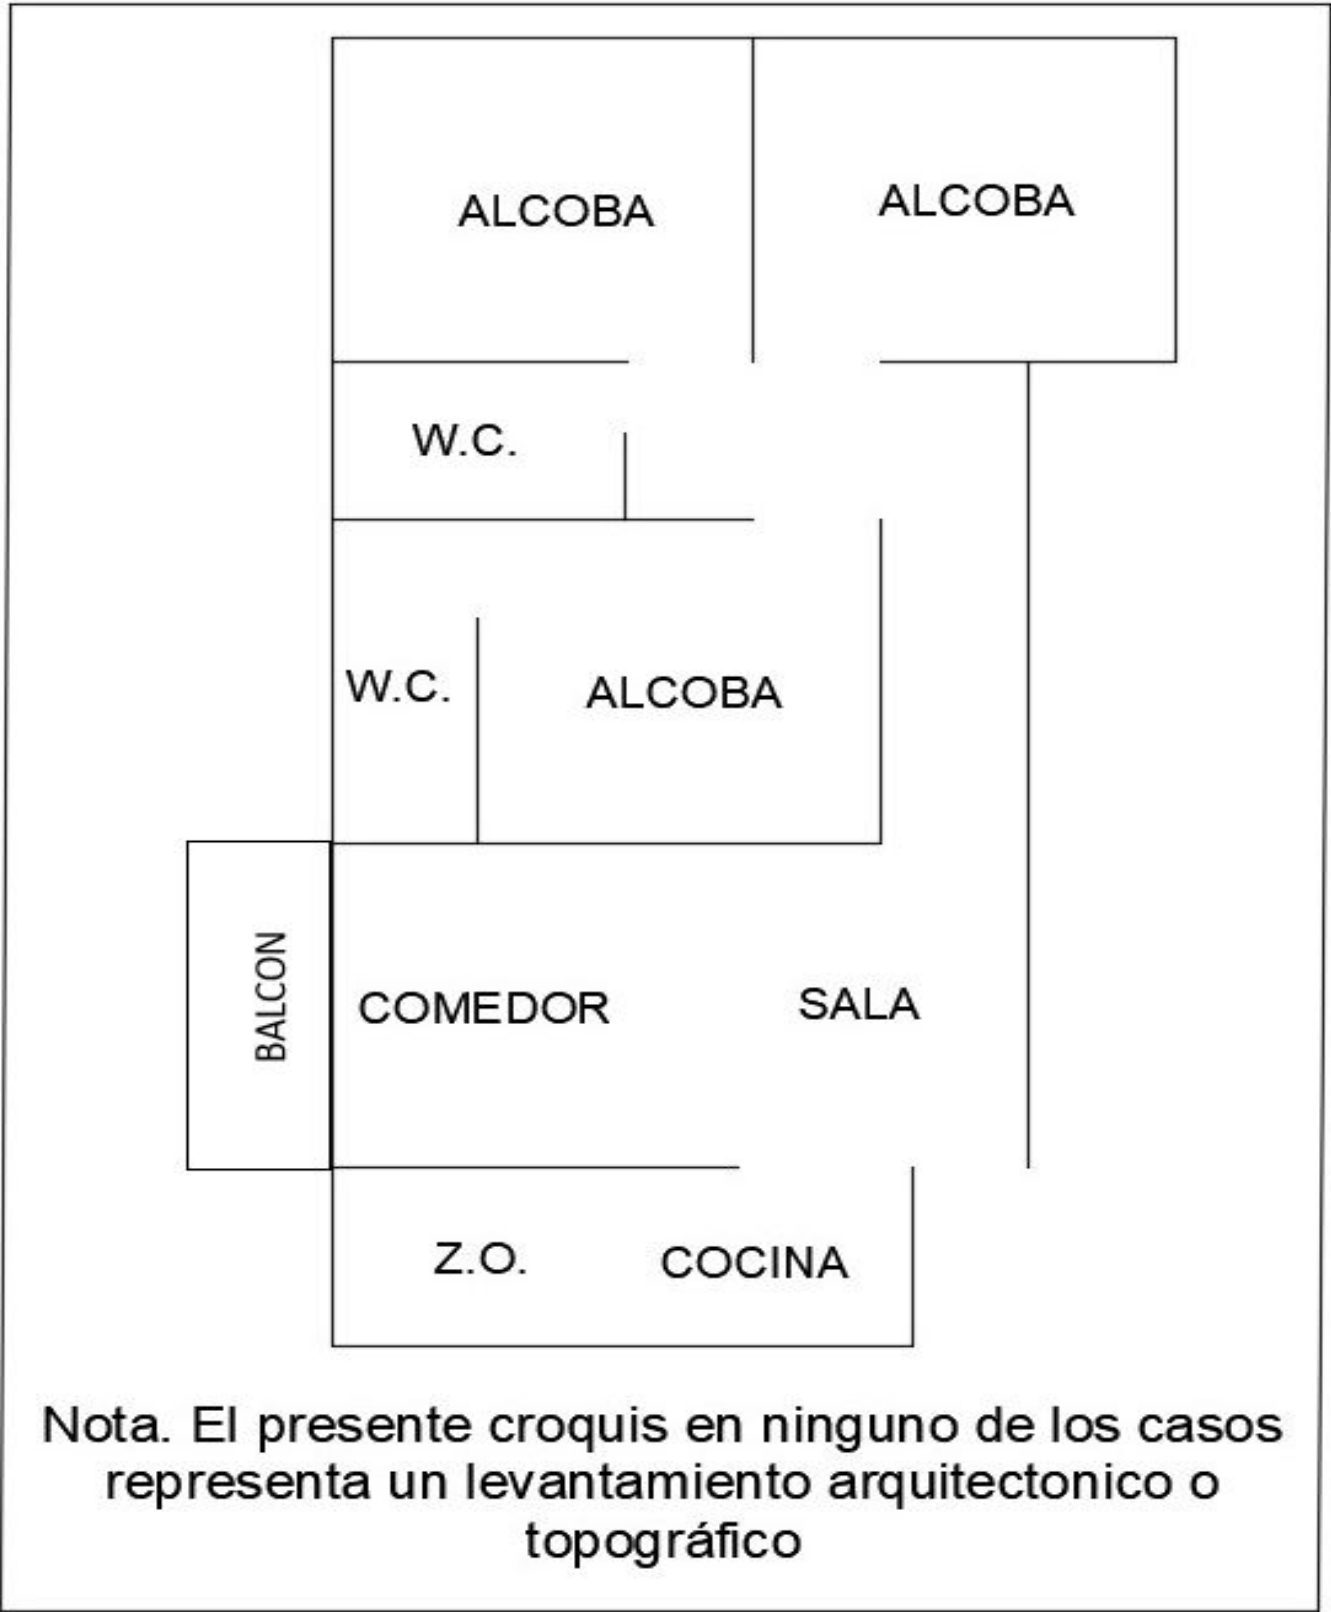 ALCOBA
ALCOBA
W.C.
W.C.
ALCOBA
BALCON
COMEDOR
SALA
Z.O.
COCINA
Nota. El presente croquis en ninguno de los casos
representa un levantamiento arquitectonico o
topográfico